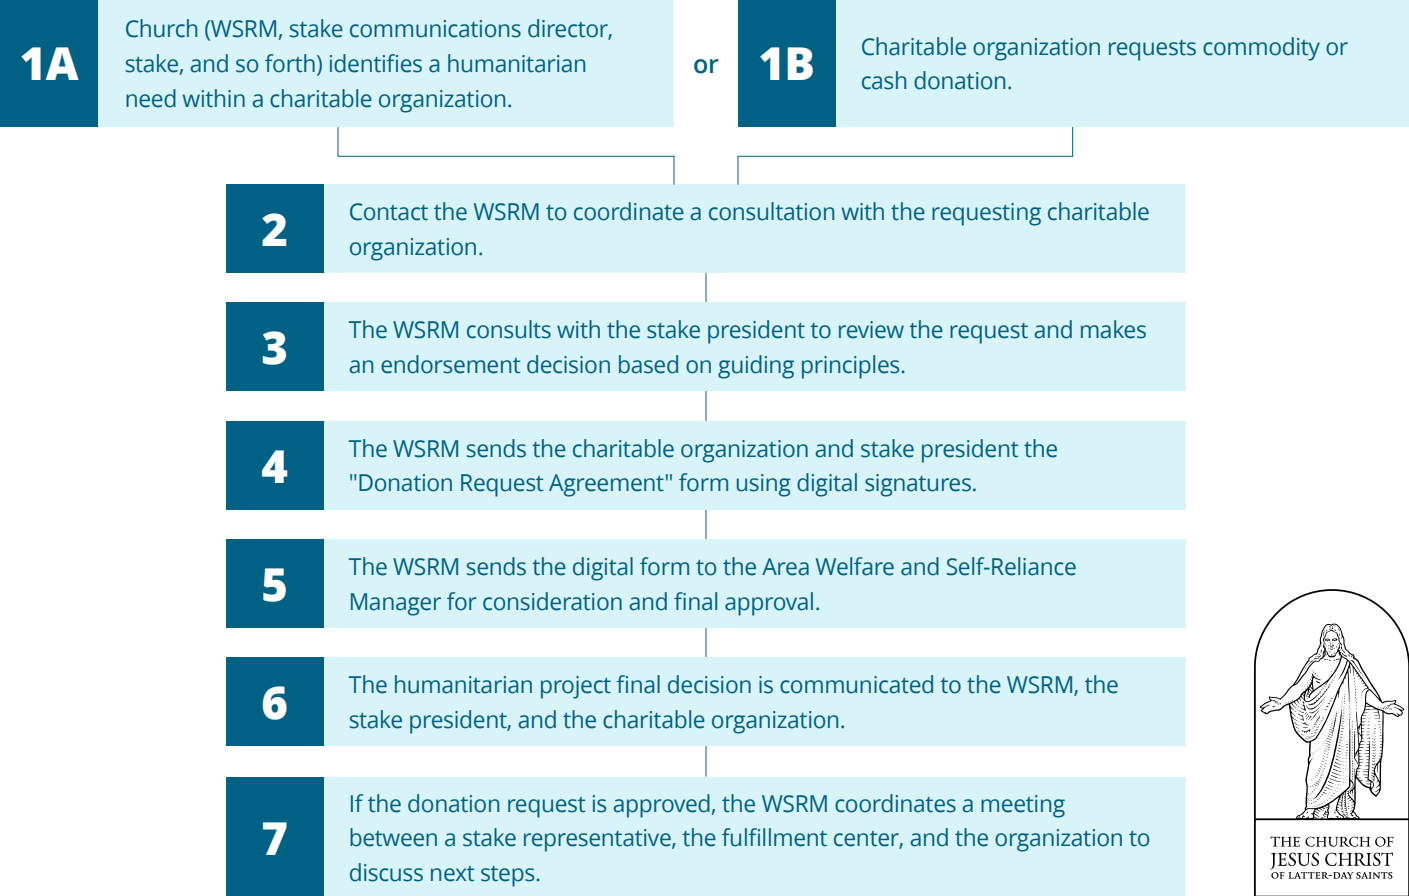 1A
Church (WSRM, stake communications director,
stake, and so forth) identifies a humanitarian
need within a charitable organization.
or
1B
Charitable organization requests commodity or
cash donation.
2
Contact the WSRM to coordinate a consultation with the requesting charitable
organization.
3
The WSRM consults with the stake president to review the request and makes
an endorsement decision based on guiding principles.
4
The WSRM sends the charitable organization and stake president the
"Donation Request Agreement" form using digital signatures.
5
The WSRM sends the digital form to the Area Welfare and Self-Reliance
Manager for consideration and final approval.
6
The humanitarian project final decision is communicated to the WSRM, the
stake president, and the charitable organization.
7
If the donation request is approved, the WSRM coordinates a meeting
between a stake representative, the fulfillment center, and the organization to
discuss next steps.
THE CHURCH OF
JESUS CHRIST
OF LATTER-DAY SAINTS